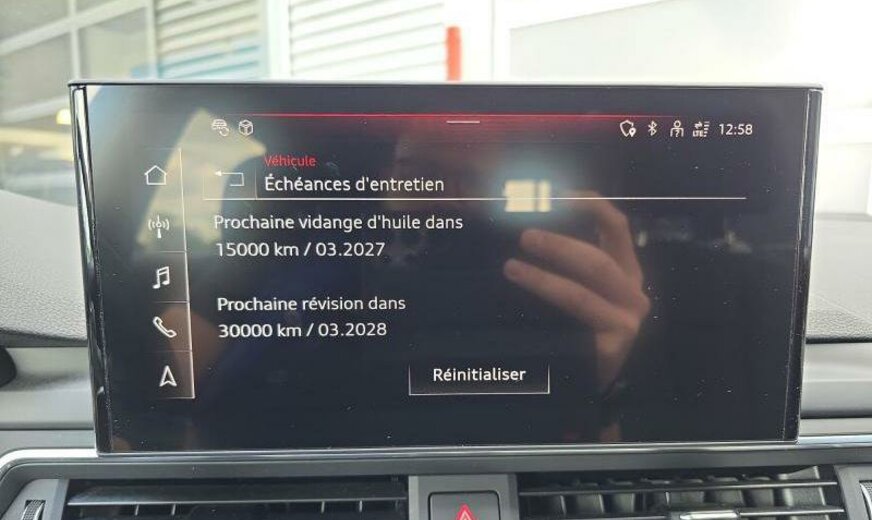 12:58
Véhicule
Échéances d'entretien
Prochaine vidange d'huile dans
15000 km / 03.2027
Prochaine révision dans
30000 km / 03.2028
Réinitialiser